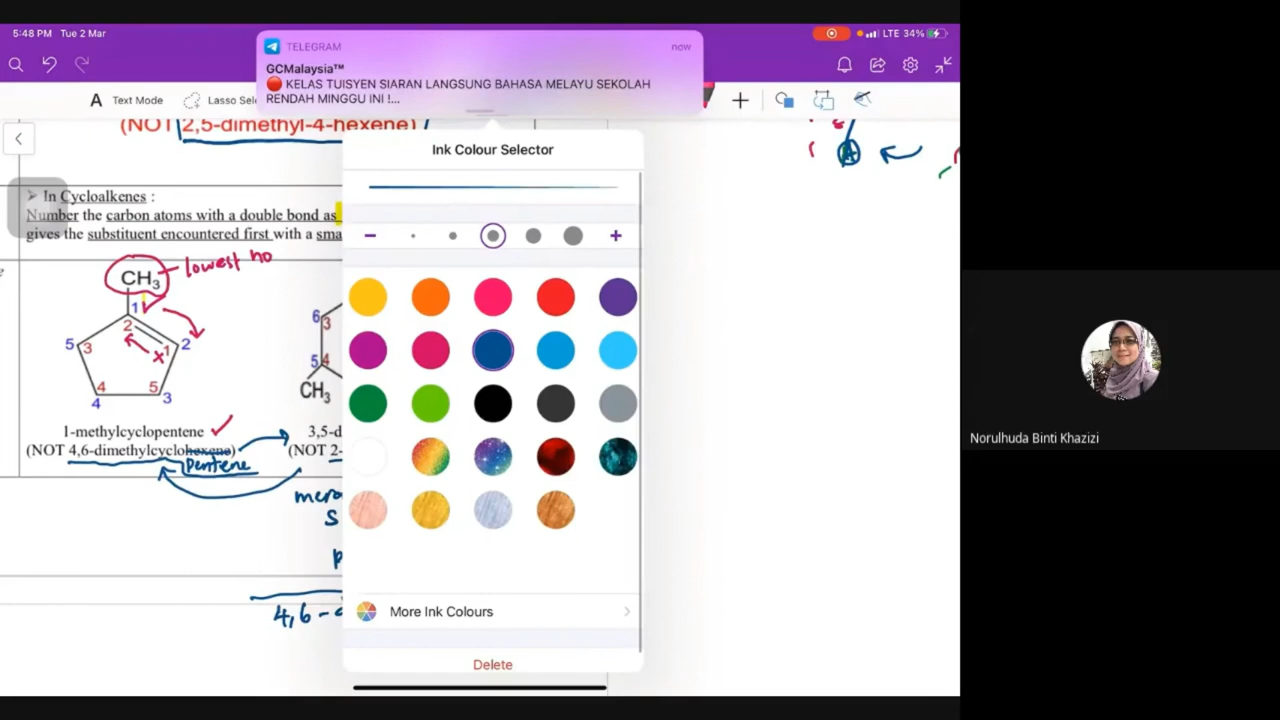 5:48 PM Tue 2 Mar
LTE 34%
TELEGRAM
now
GCMalaysia™
🔴 KELAS TUISYEN SIARAN LANGSUNG BAHASA MELAYU SEKOLAH
RENDAH MINGGU INI !...
A Text Mode
Lasso Sele
(NOT 2,5-dimethyl-4-hexene)
Ink Colour Selector
➢ In Cycloalkenes :
Number the carbon atoms with a double bond as
gives the substituent encountered first with a sma
CH3
lowest no
1
2
1
2
5
3
4
4
5
3
6
3
5
4
CH3
1-methylcyclopentene
(NOT 4,6-dimethylcyclohexene)
pentene
3,5-d
(NOT 2-
S
4,6-
More Ink Colours
Delete
Norulhuda Binti Khazizi